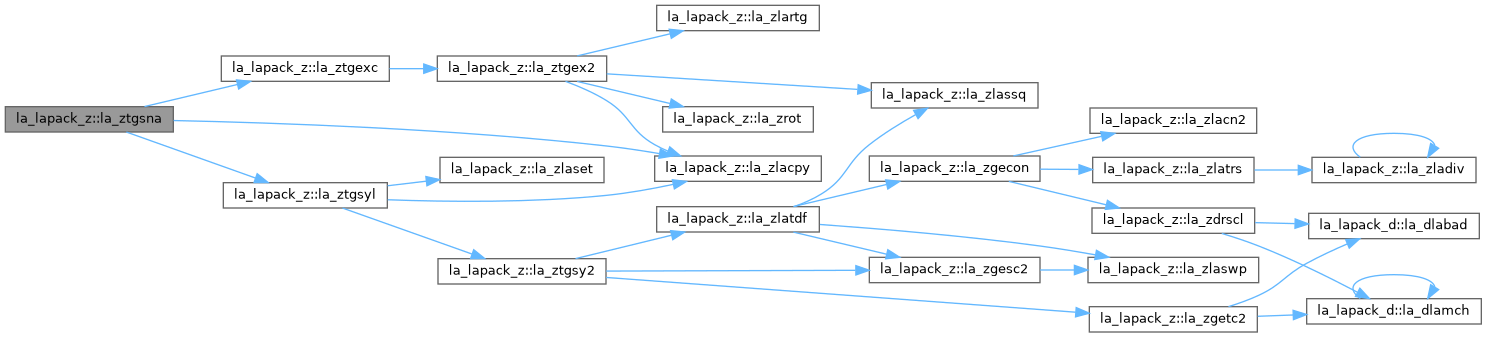 la_lapack_z::la_ztgsna
la_lapack_z::la_ztgexc
la_lapack_z::la_ztgsyl
la_lapack_z::la_ztgex2
la_lapack_z::la_zlaset
la_lapack_z::la_ztgsy2
la_lapack_z::la_zlartg
la_lapack_z::la_zrot
la_lapack_z::la_zlacpy
la_lapack_z::la_zlatdf
la_lapack_z::la_zlassq
la_lapack_z::la_zgecon
la_lapack_z::la_zgesc2
la_lapack_z::la_zlacn2
la_lapack_z::la_zlatrs
la_lapack_z::la_zdrscl
la_lapack_z::la_zlaswp
la_lapack_z::la_zgetc2
la_lapack_z::la_zladiv
la_lapack_d::la_dlabad
la_lapack_d::la_dlamch